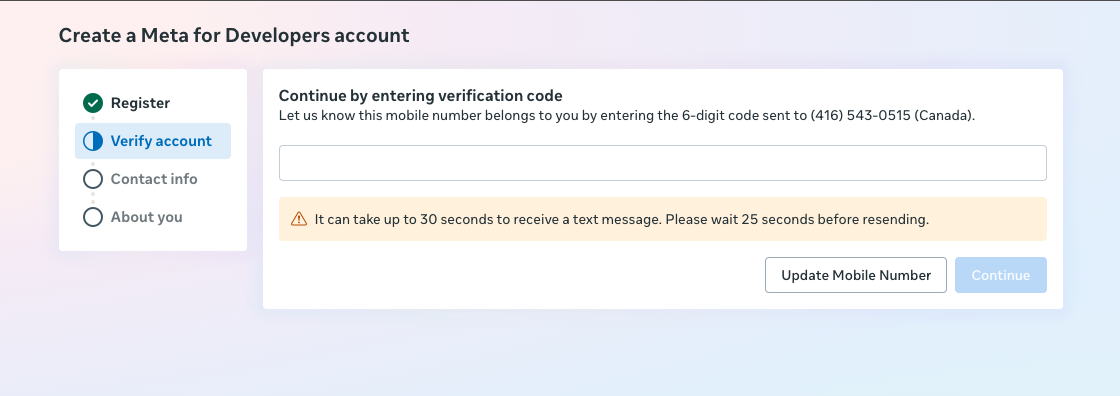 Create a Meta for Developers account
Register
Verify account
Contact info
About you
Continue by entering verification code
Let us know this mobile number belongs to you by entering the 6-digit code sent to (416) 543-0515 (Canada).
It can take up to 30 seconds to receive a text message. Please wait 25 seconds before resending.
Update Mobile Number
Continue